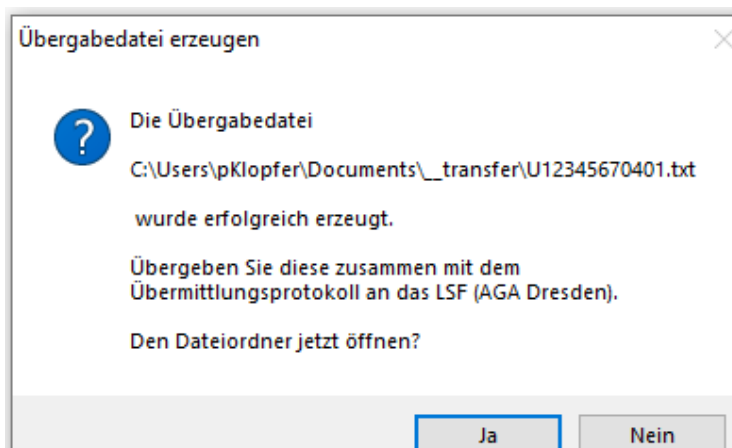 Übergabedatei erzeugen
?
Die Übergabedatei
C:\Users\pKlopfer\Documents\__transfer\U12345670401.txt
wurde erfolgreich erzeugt.
Übergeben Sie diese zusammen mit dem
Übermittlungsprotokoll an das LSF (AGA Dresden).
Den Dateiordner jetzt öffnen?
Ja
Nein